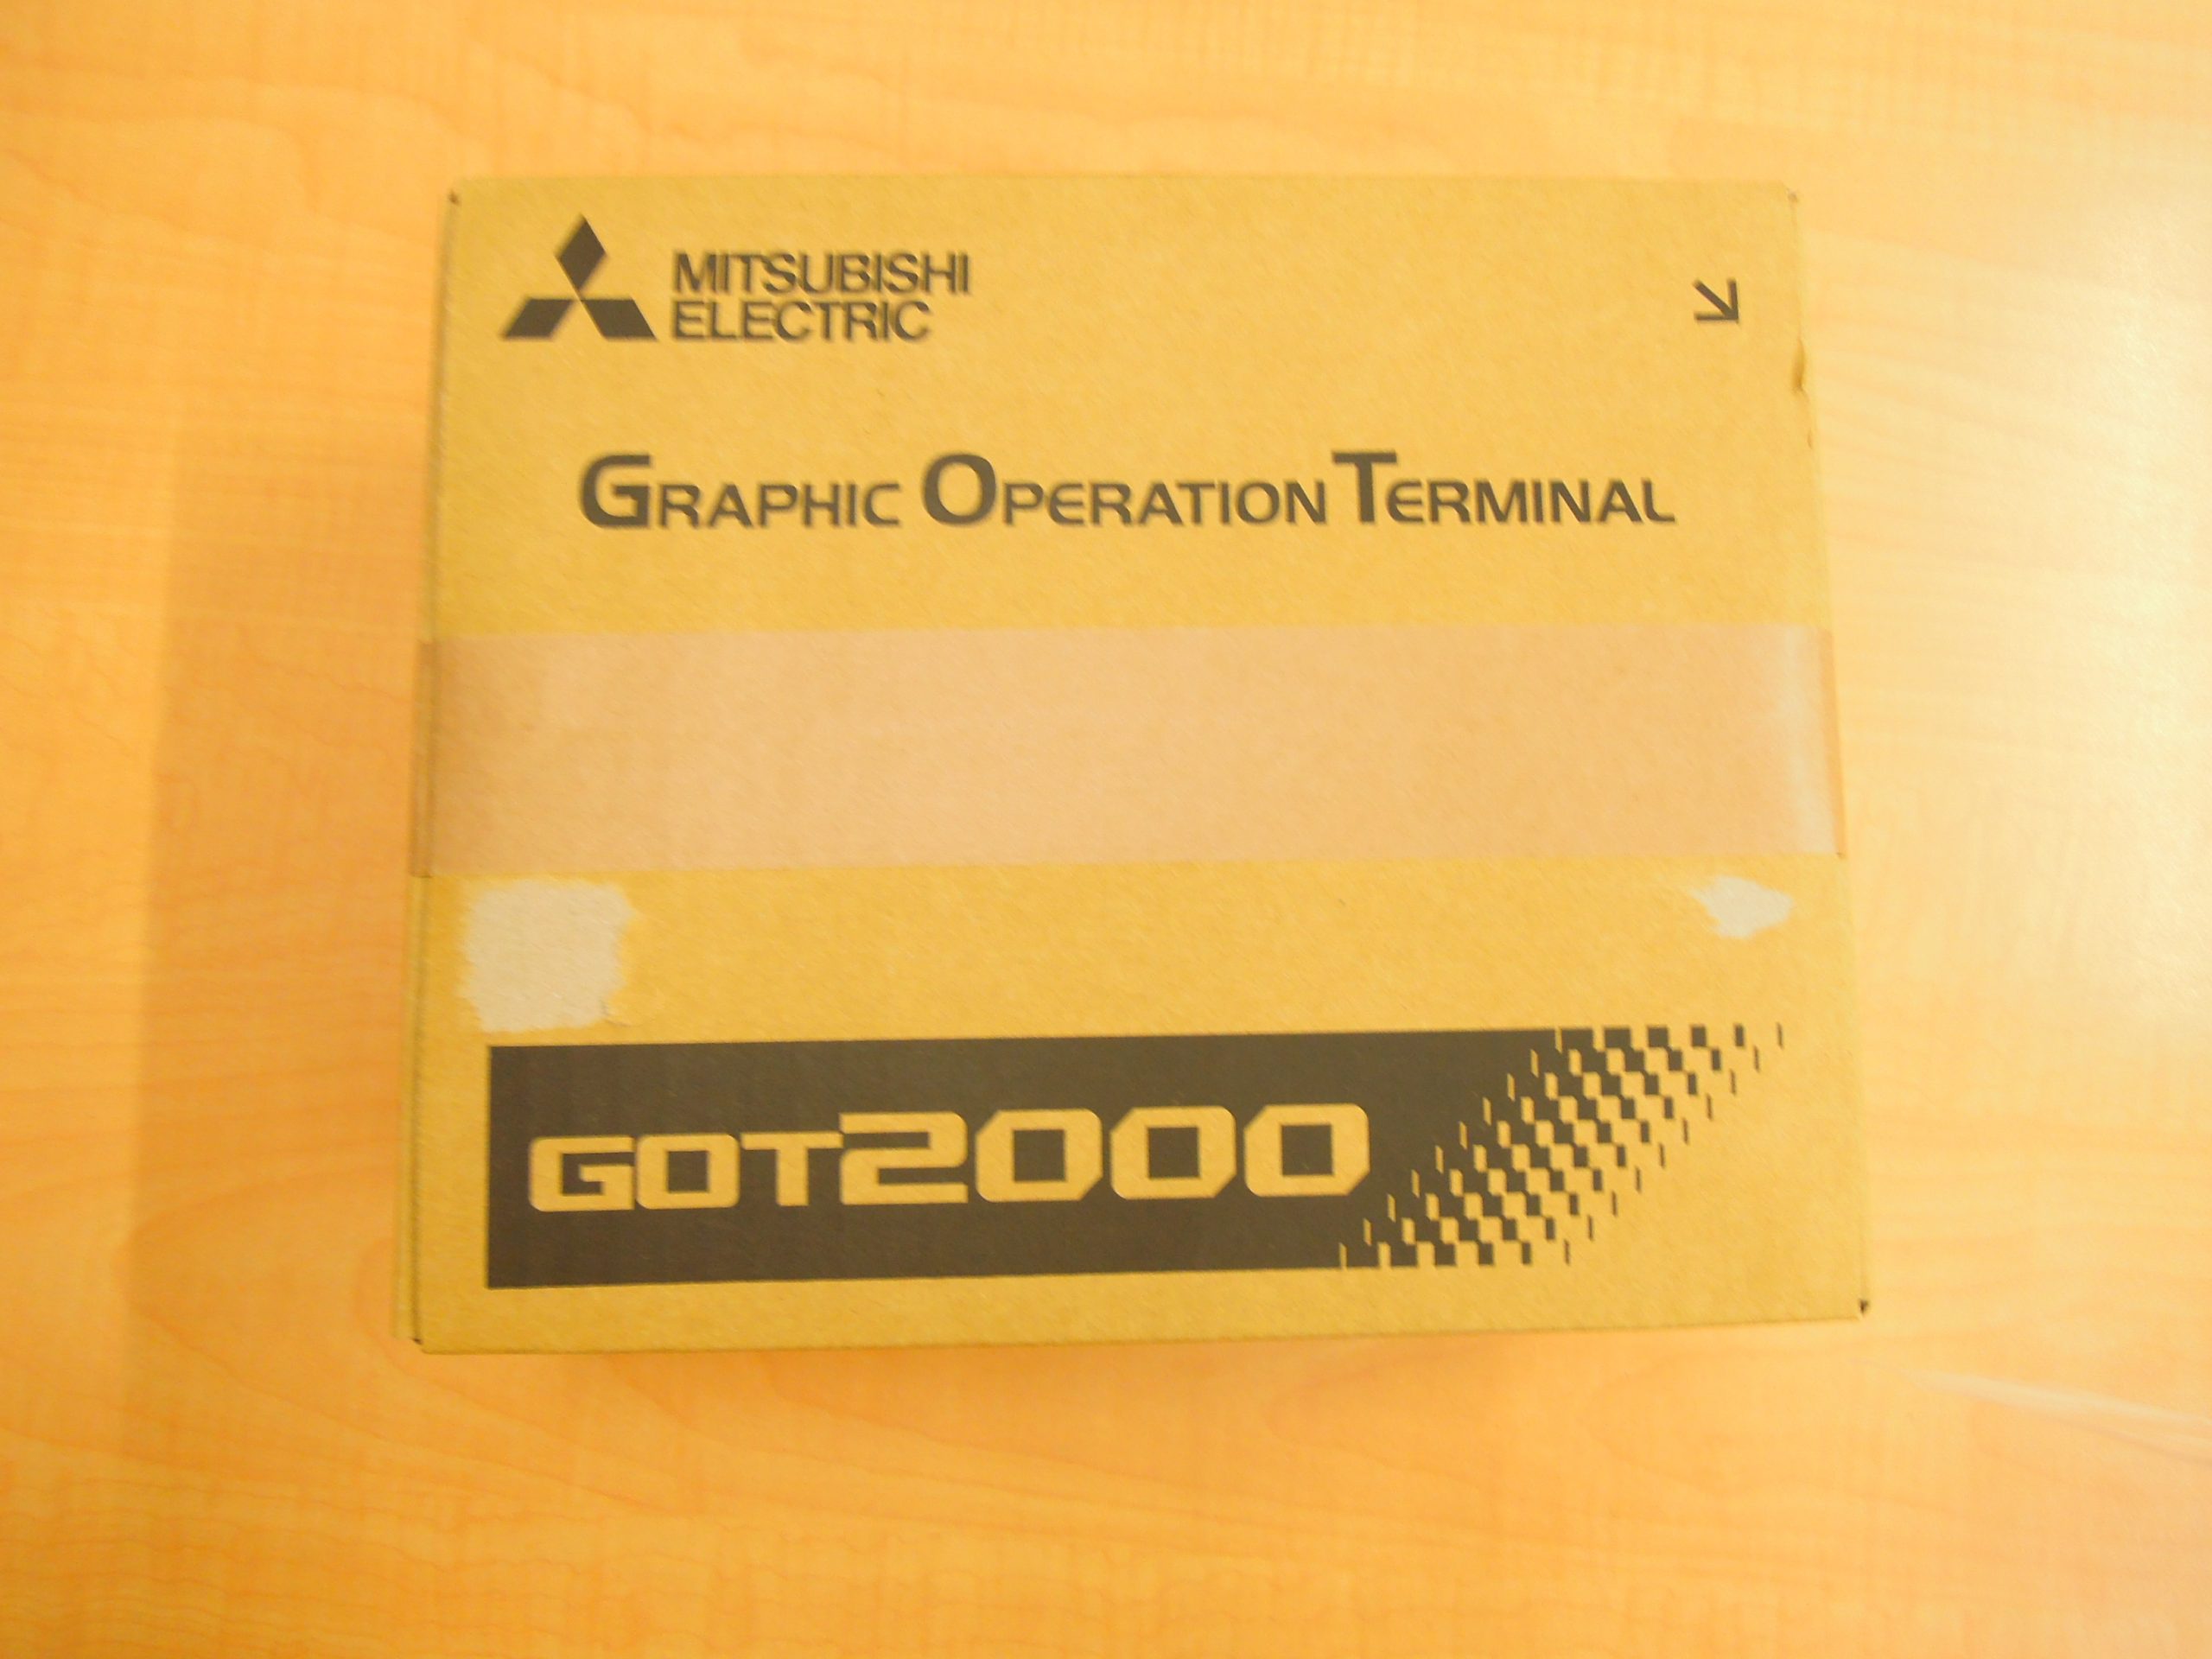 MITSUBISHI
ELECTRIC
GRAPHIC OPERATION TERMINAL
GOT2000